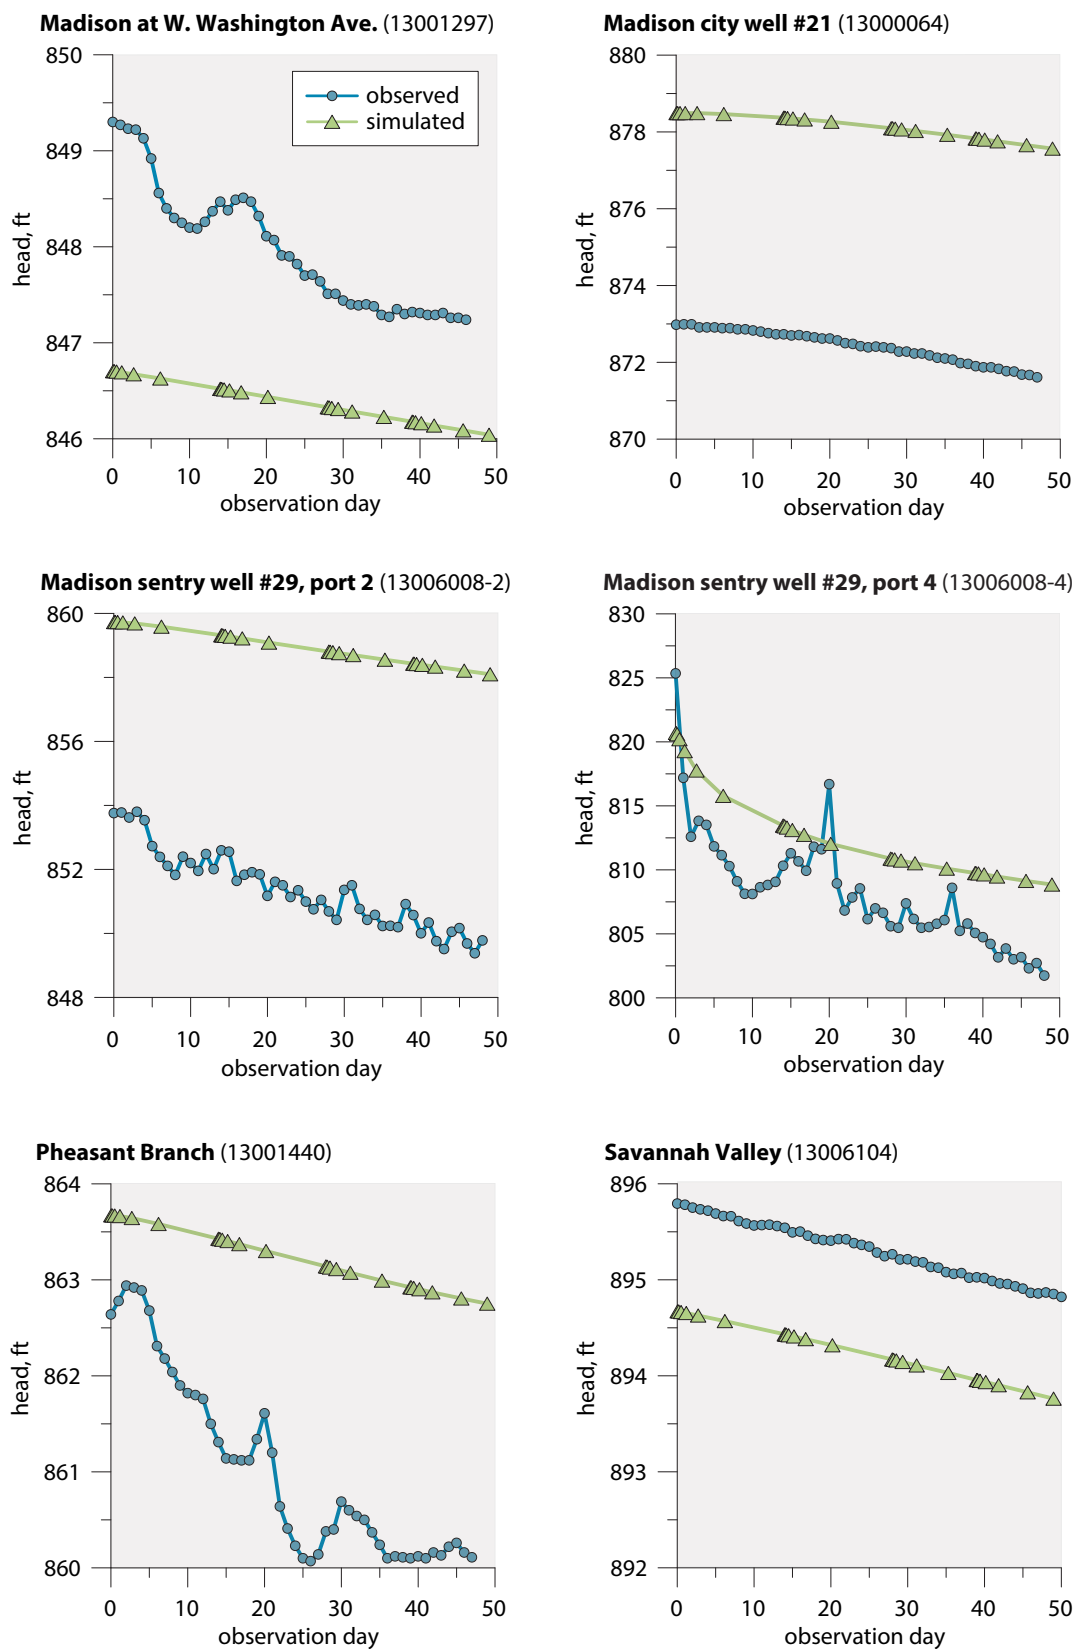 Madison at W. Washington Ave. (13001297)
850
849
848
847
846
head, ft
observed
simulated
0 10 20 30 40 50
observation day
Madison city well #21 (13000064)
880
878
876
874
872
870
head, ft
0 10 20 30 40 50
observation day
Madison sentry well #29, port 2 (13006008-2)
860
856
852
848
head, ft
0 10 20 30 40 50
observation day
Madison sentry well #29, port 4 (13006008-4)
830
825
820
815
810
805
800
head, ft
0 10 20 30 40 50
observation day
Pheasant Branch (13001440)
864
863
862
861
860
head, ft
0 10 20 30 40 50
observation day
Savannah Valley (13006104)
896
895
894
893
892
head, ft
0 10 20 30 40 50
observation day